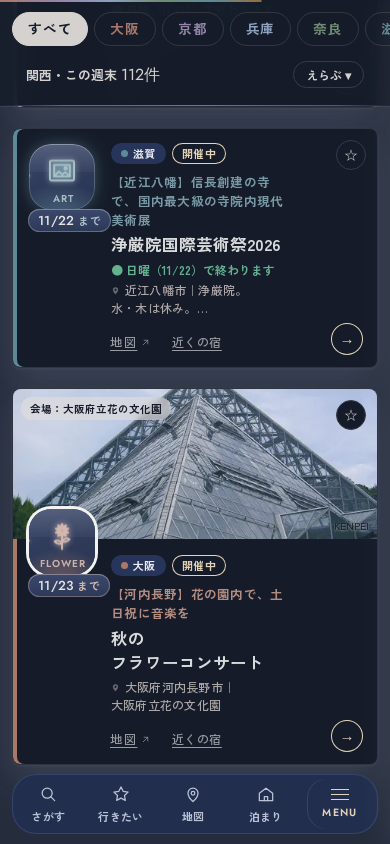 すべて
大阪
京都
兵庫
奈良
滋
関西・この週末 112件
えらぶ ▾
ART
11/22 まで
滋賀
開催中
【近江八幡】信長創建の寺
で、国内最大級の寺院内現代
美術展
浄厳院国際芸術祭2026
日曜（11/22）で終わります
近江八幡市｜浄厳院。
水・木は休み。…
地図 ↗
近くの宿
→
会場：大阪府立花の文化園
KENPEI
FLOWER
11/23 まで
大阪
開催中
【河内長野】花の園内で、土
日祝に音楽を
秋の
フラワーコンサート
大阪府河内長野市｜
大阪府立花の文化園
地図 ↗
近くの宿
→
さがす
行きたい
地図
泊まり
MENU